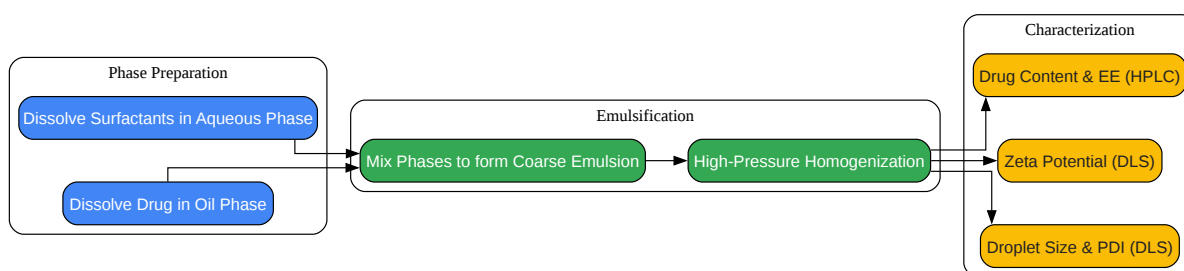 Phase Preparation
Dissolve Surfactants in Aqueous Phase
Dissolve Drug in Oil Phase
Emulsification
Mix Phases to form Coarse Emulsion
High-Pressure Homogenization
Characterization
Drug Content & EE (HPLC)
Zeta Potential (DLS)
Droplet Size & PDI (DLS)